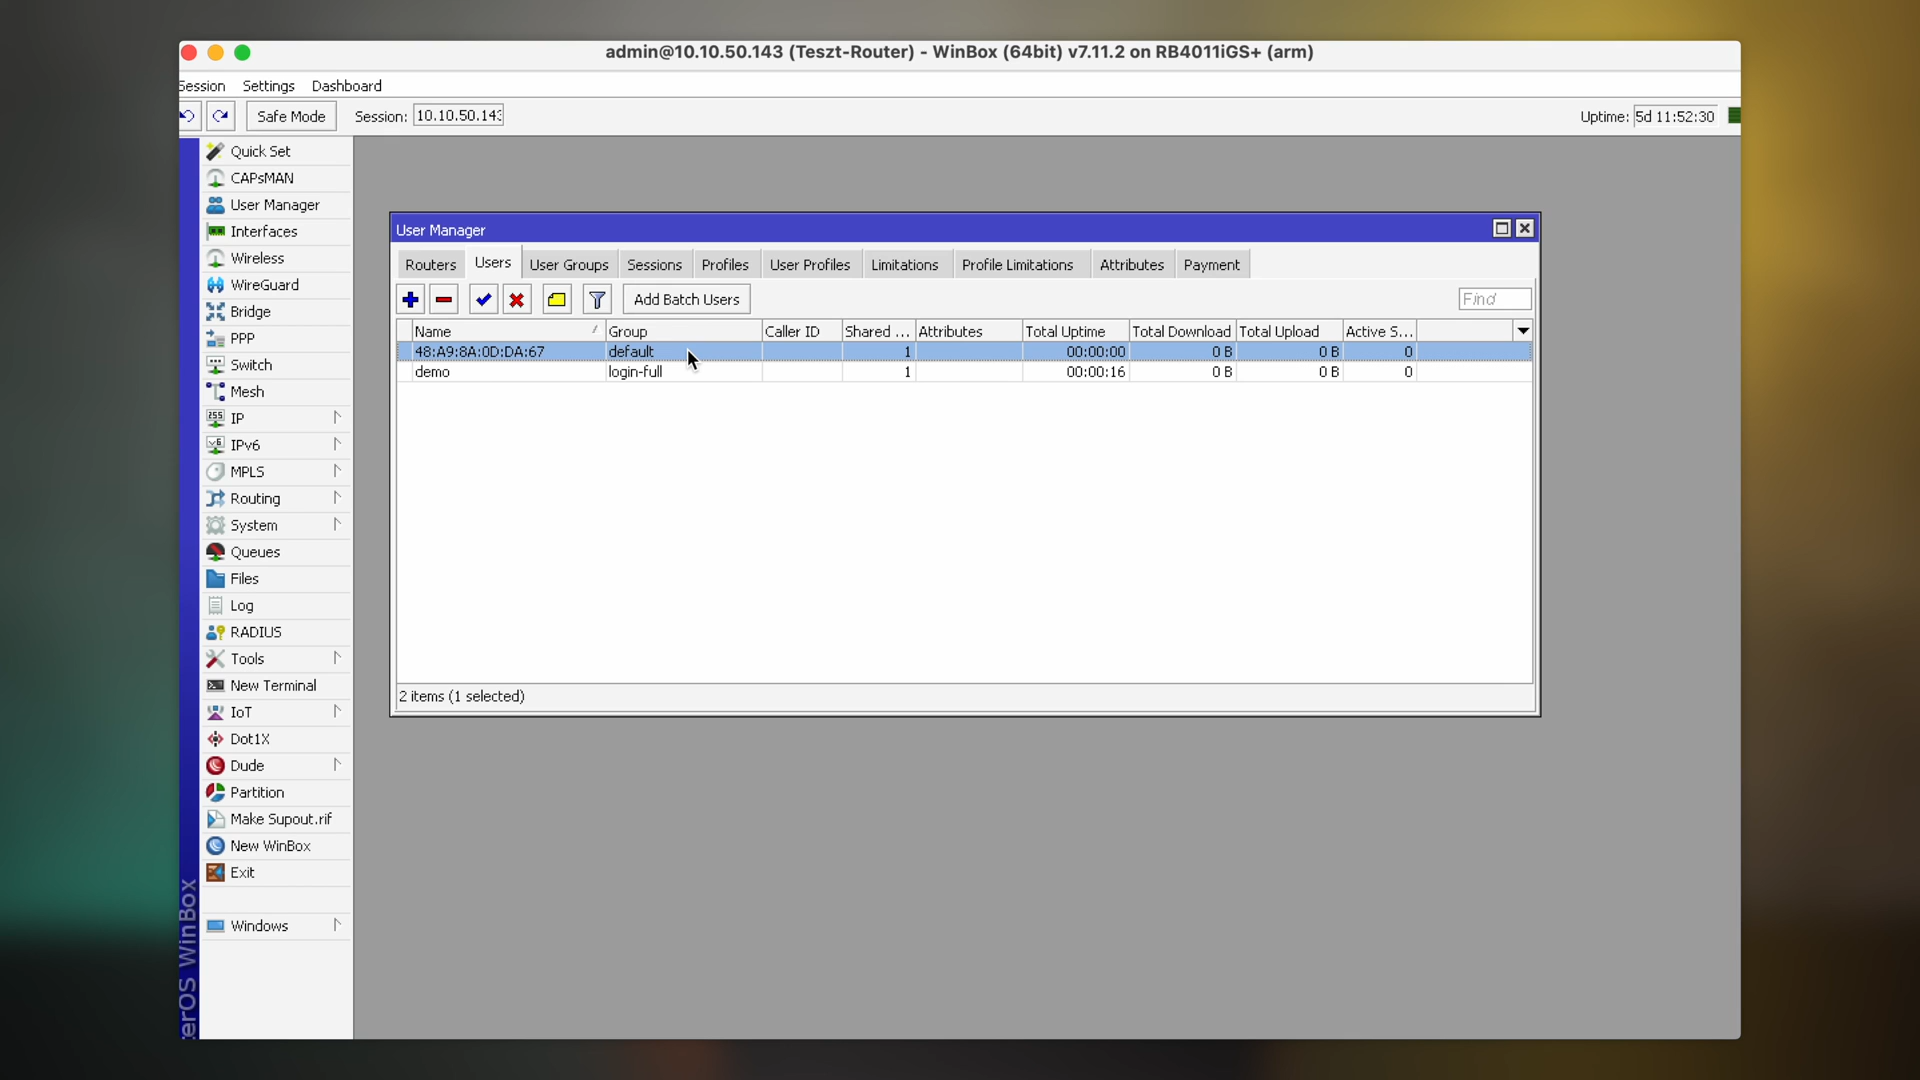 admin@10.10.50.143 (Teszt-Router) - WinBox (64bit) v7.11.2 on RB4011iGS+ (arm)
Session Settings Dashboard
Safe Mode Session: 10.10.50.143 Uptime: 5d 11:52:30
Quick Set
CAPsMAN
User Manager
Interfaces
Wireless
WireGuard
Bridge
PPP
Switch
Mesh
IP
IPv6
MPLS
Routing
System
Queues
Files
Log
RADIUS
Tools
New Terminal
IoT
Dot1X
Dude
Partition
Make Supout.rif
New WinBox
Exit
Windows
terOS WinBox
User Manager
Routers Users User Groups Sessions Profiles User Profiles Limitations Profile Limitations Attributes Payment
Add Batch Users Find
Name Group Caller ID Shared ... Attributes Total Uptime Total Download Total Upload Active S...
48:A9:8A:0D:DA:67 default 1 00:00:00 0 B 0 B 0
demo login-full 1 00:00:16 0 B 0 B 0
2 items (1 selected)